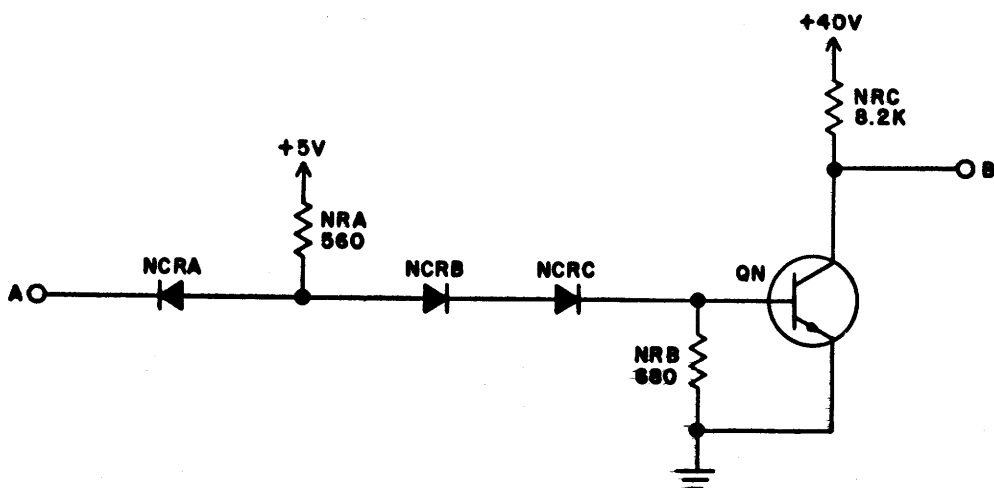 +40V
NRC
8.2K
B
+5V
NRA
560
NCRA
NCRB
NCRC
QN
A
NRB
680